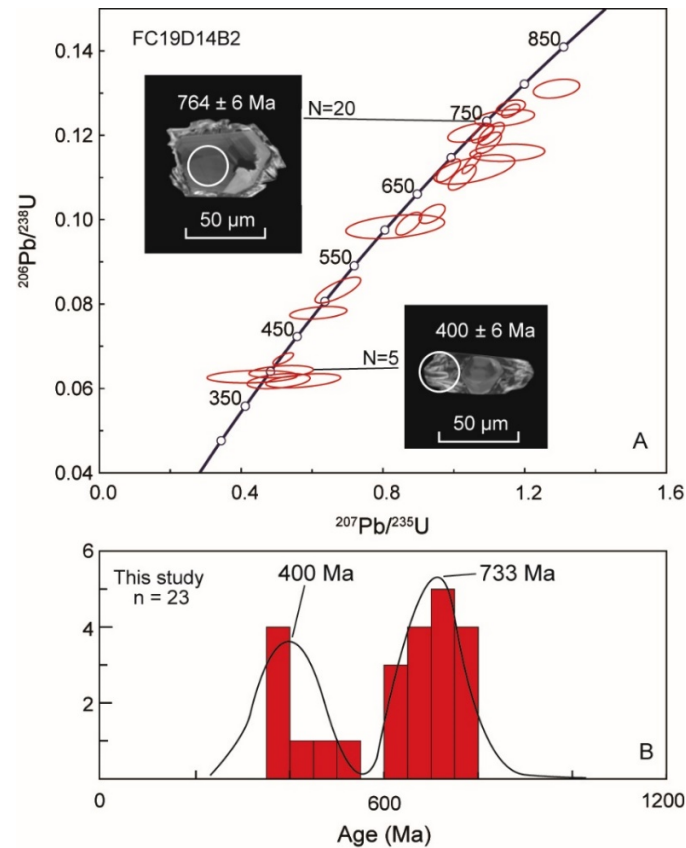 FC19D14B2
0.14
850
764 ± 6 Ma
N=20
750
0.12
50 µm
650
0.10
550
0.08
450
400 ± 6 Ma
N=5
0.06
350
50 µm
A
0.04
0.0
0.4
0.8
1.2
1.6
206Pb/238U
207Pb/235U
6
This study
n = 23
400 Ma
733 Ma
4
2
B
0
600
1200
Age (Ma)